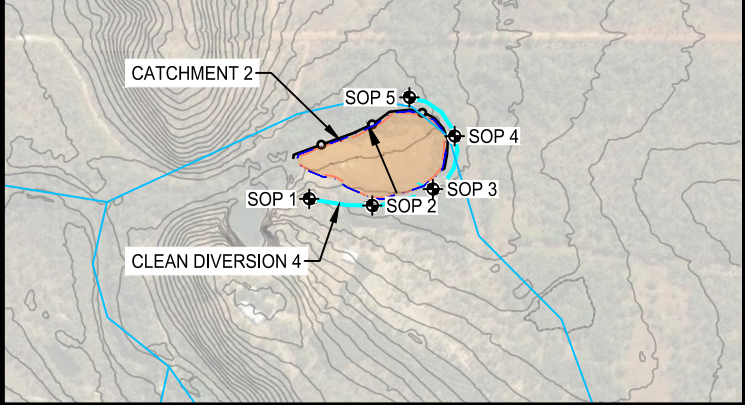 CATCHMENT 2
SOP 5
SOP 4
SOP 3
SOP 1
SOP 2
CLEAN DIVERSION 4